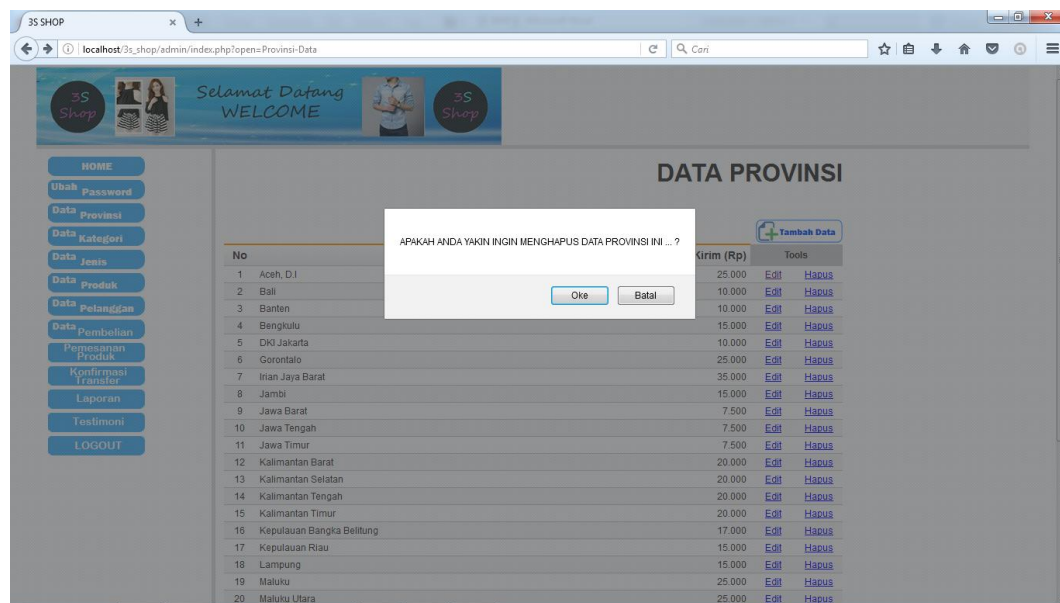 3S SHOP
localhost/3s_shop/admin/index.php?open=Provinsi-Data
Cari
3S Shop
Selamat Datang
WELCOME
3S Shop
HOME
Ubah Password
Data Provinsi
Data Kategori
Data Jenis
Data Produk
Data Pelanggan
Data Pembelian
Pemesanan Produk
Konfirmasi Transfer
Laporan
Testimoni
LOGOUT
DATA PROVINSI
Tambah Data
APAKAH ANDA YAKIN INGIN MENGHAPUS DATA PROVINSI INI ... ?
Oke Batal
No Kirim (Rp) Tools
1 Aceh, D.I 25.000 Edit Hapus
2 Bali 10.000 Edit Hapus
3 Banten 10.000 Edit Hapus
4 Bengkulu 15.000 Edit Hapus
5 DKI Jakarta 10.000 Edit Hapus
6 Gorontalo 25.000 Edit Hapus
7 Irian Jaya Barat 35.000 Edit Hapus
8 Jambi 15.000 Edit Hapus
9 Jawa Barat 7.500 Edit Hapus
10 Jawa Tengah 7.500 Edit Hapus
11 Jawa Timur 7.500 Edit Hapus
12 Kalimantan Barat 20.000 Edit Hapus
13 Kalimantan Selatan 20.000 Edit Hapus
14 Kalimantan Tengah 20.000 Edit Hapus
15 Kalimantan Timur 20.000 Edit Hapus
16 Kepulauan Bangka Belitung 17.000 Edit Hapus
17 Kepulauan Riau 15.000 Edit Hapus
18 Lampung 15.000 Edit Hapus
19 Maluku 25.000 Edit Hapus
20 Maluku Utara 25.000 Edit Hapus